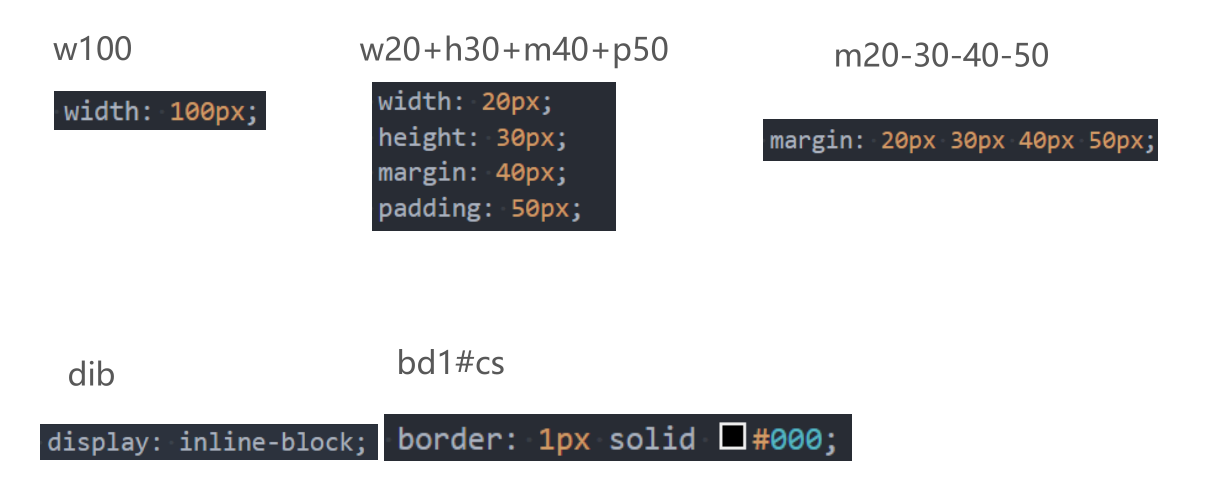 w100
w20+h30+m40+p50
m20-30-40-50
width: 100px;
width: 20px;
height: 30px;
margin: 40px;
padding: 50px;
margin: 20px 30px 40px 50px;
dib
bd1#cs
display: inline-block;
border: 1px solid #000;